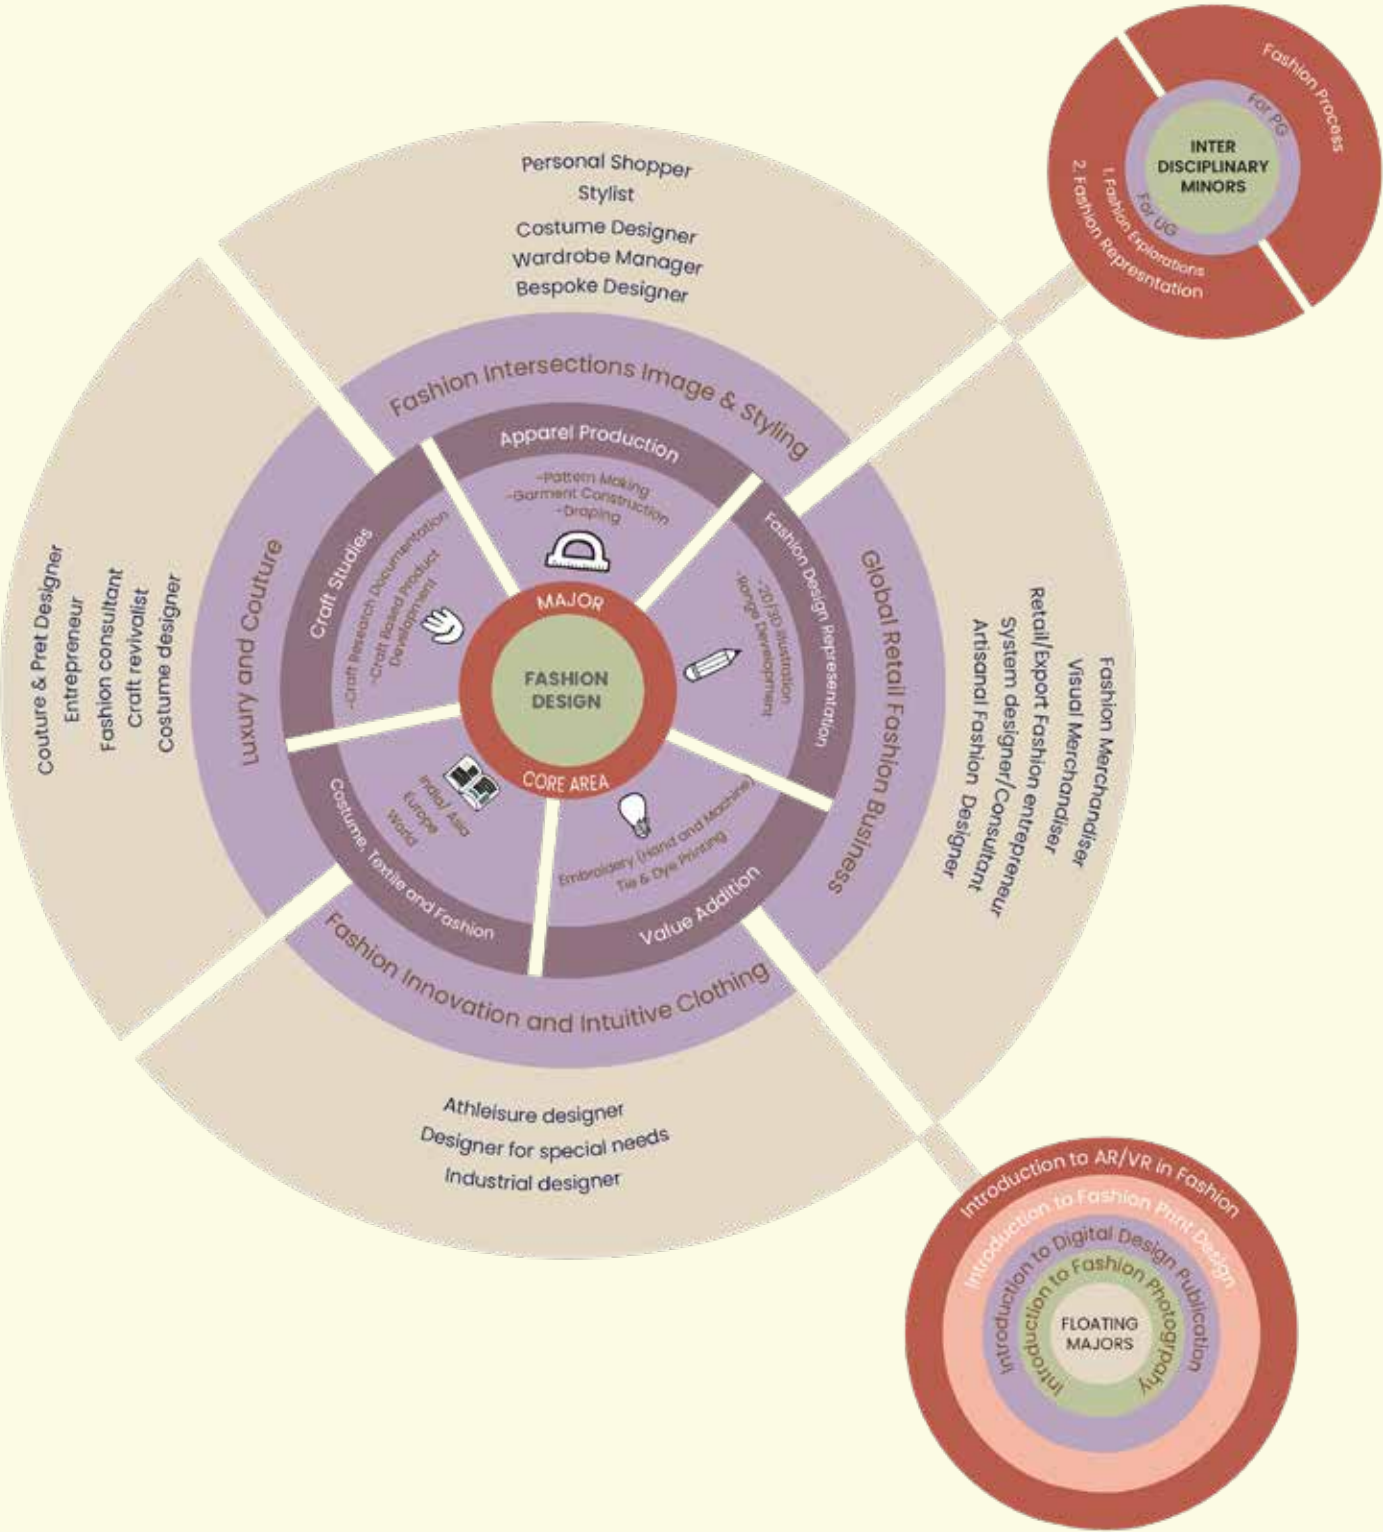 Fashion Process
For PG
INTER
DISCIPLINARY
MINORS
For UG
1. Fashion Explorations
2. Fashion Represntation
Personal Shopper
Stylist
Costume Designer
Wardrobe Manager
Bespoke Designer
Fashion Intersections Image & Styling
Apparel Production
-Pattern Making
-Garment Construction
-Draping
Fashion Design Representation
-2D/3D Illustration
-Range Development
Global Retail Fashion Business
Fashion Merchandiser
Visual Merchandiser
Retail/Export Fashion entrepreneur
System designer/Consultant
Artisanal Fashion Designer
MAJOR
FASHION
DESIGN
CORE AREA
Craft Studies
-Craft Research Documentation
-Craft Based Product
Development
Luxury and Couture
Couture & Pret Designer
Entrepreneur
Fashion consultant
Craft revivalist
Costume designer
India/ Asia
Europe
World
Costume, Textile and Fashion
Embroidery (Hand and Machine)
Tie & Dye Printing
Value Addition
Fashion Innovation and Intuitive Clothing
Athleisure designer
Designer for special needs
Industrial designer
Introduction to AR/VR in Fashion
Introduction to Fashion Print Design
Introduction to Digital Design Publication
Introduction to Fashion Photogrpahy
FLOATING
MAJORS